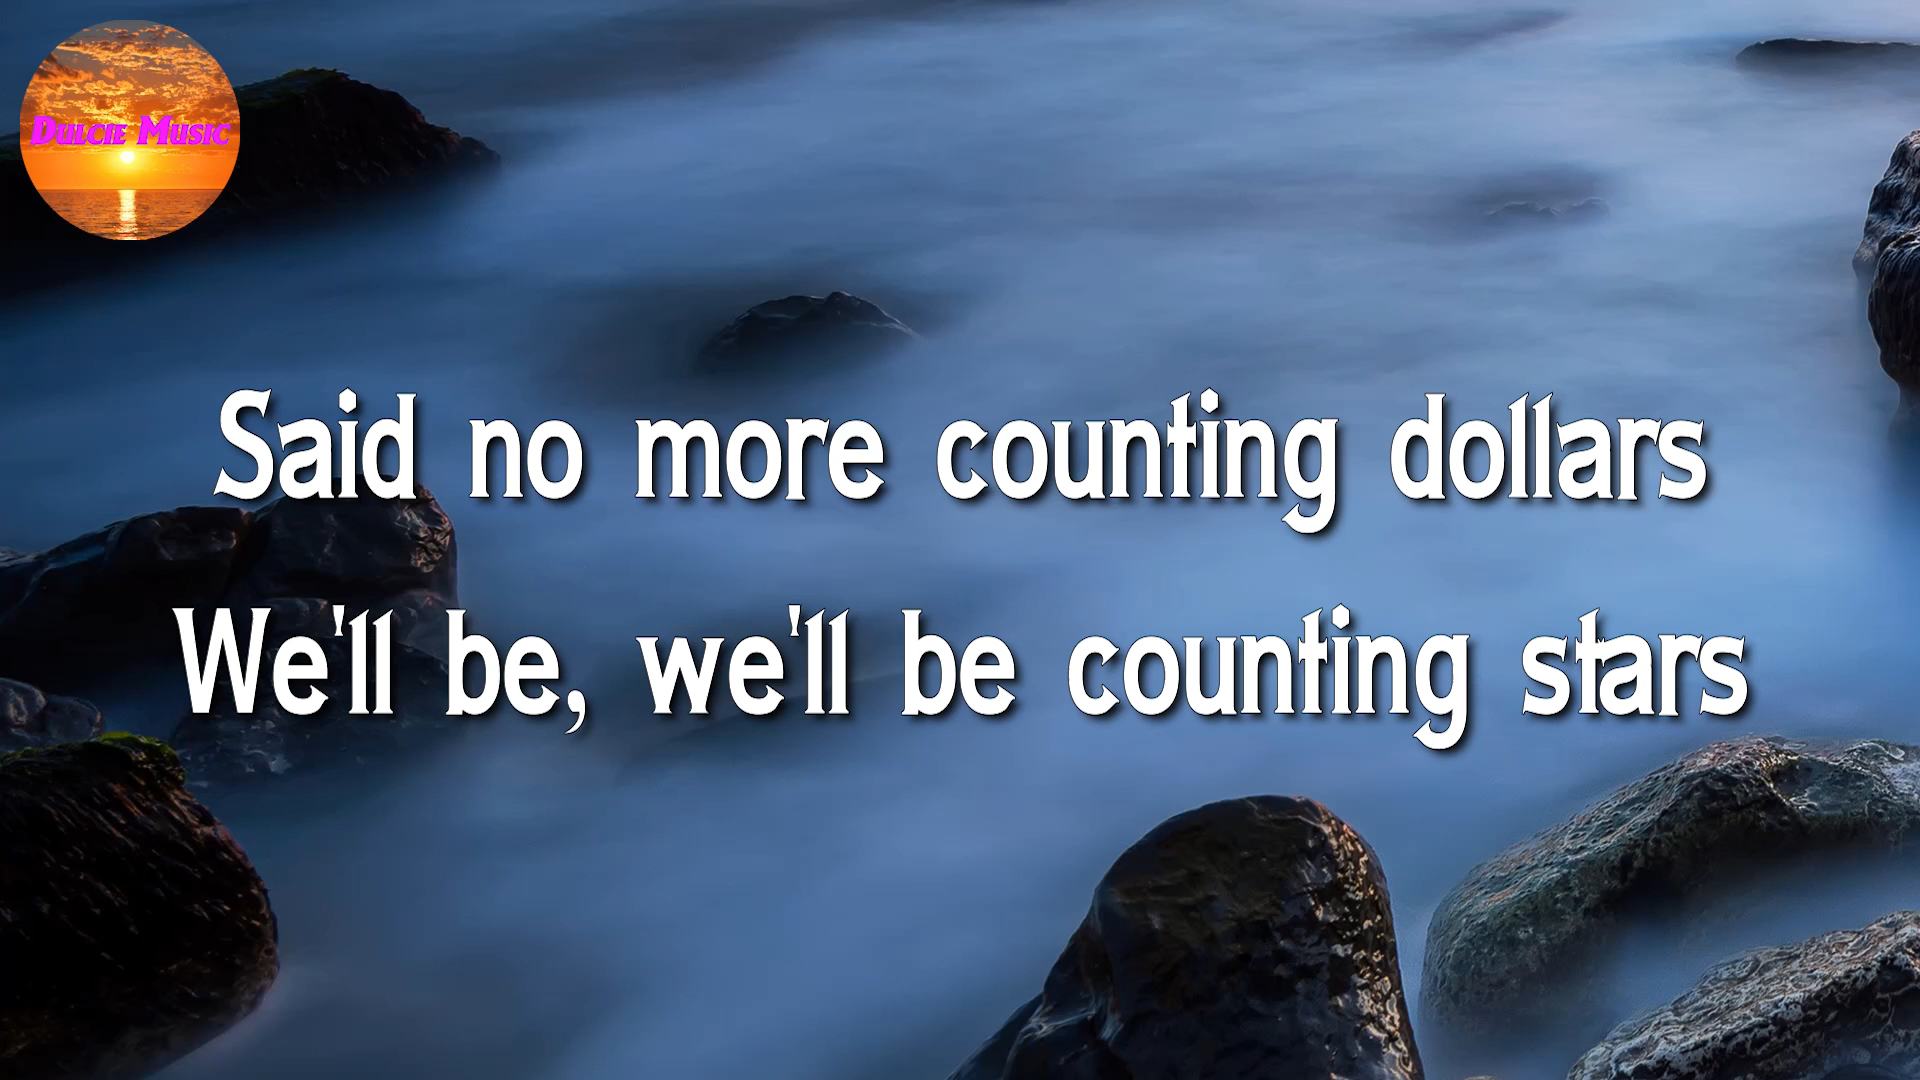 Dulcie Music
Said no more counting dollars
We'll be, we'll be counting stars